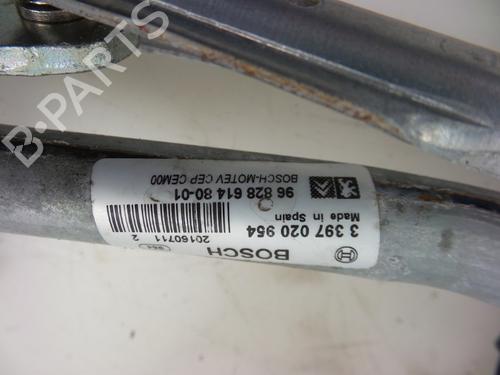 BOSCH
3 397 020 954
Made in Spain
20160711 2
96 828 614 80-01
BOSCH-MOTEV CEP CEM00
B-PARTS